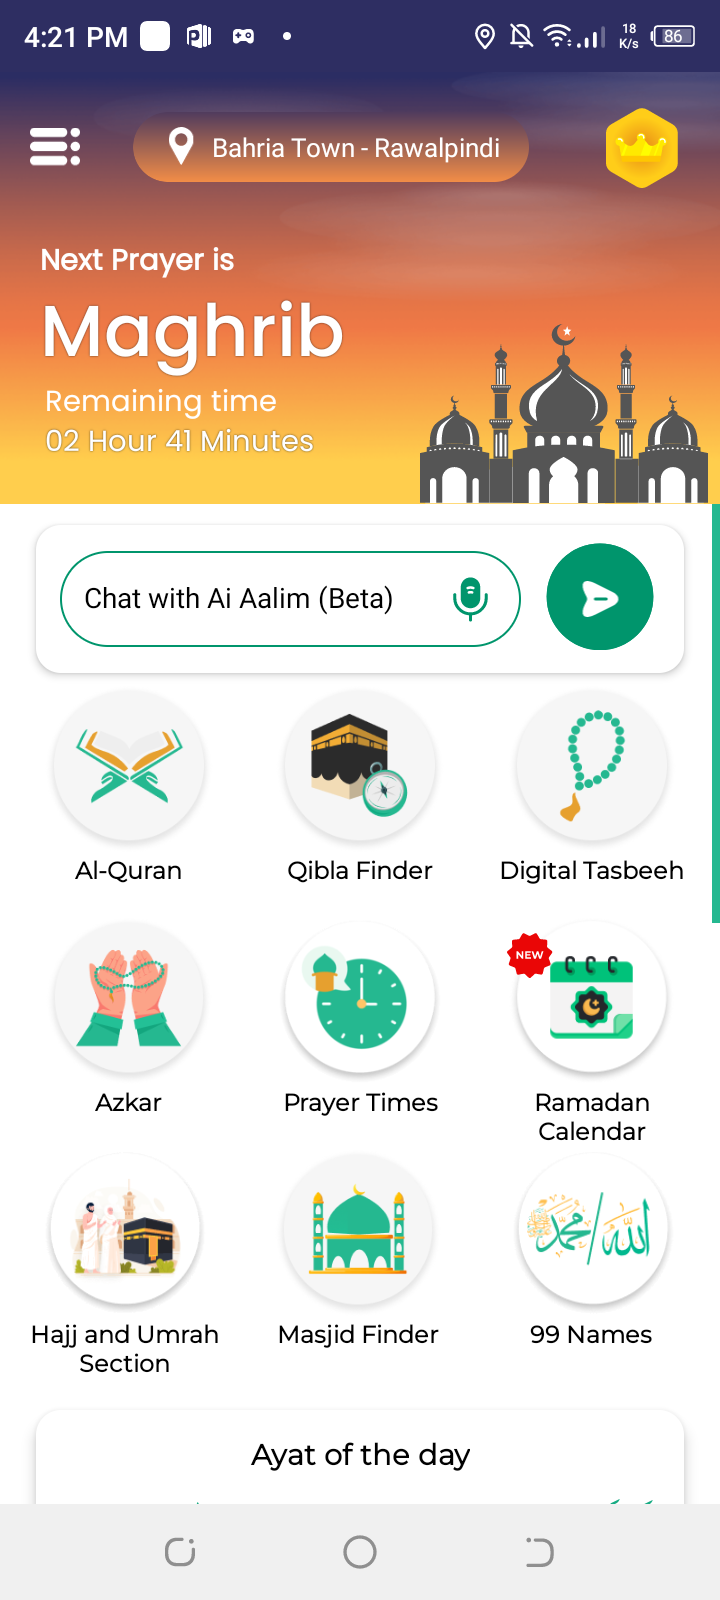 4:21 PM
18
K/s
86
Bahria Town - Rawalpindi
Next Prayer is
Maghrib
Remaining time
02 Hour 41 Minutes
Chat with Ai Aalim (Beta)
Al-Quran
Qibla Finder
Digital Tasbeeh
NEW
Azkar
Prayer Times
Ramadan
Calendar
محمد/الله
Hajj and Umrah
Section
Masjid Finder
99 Names
Ayat of the day